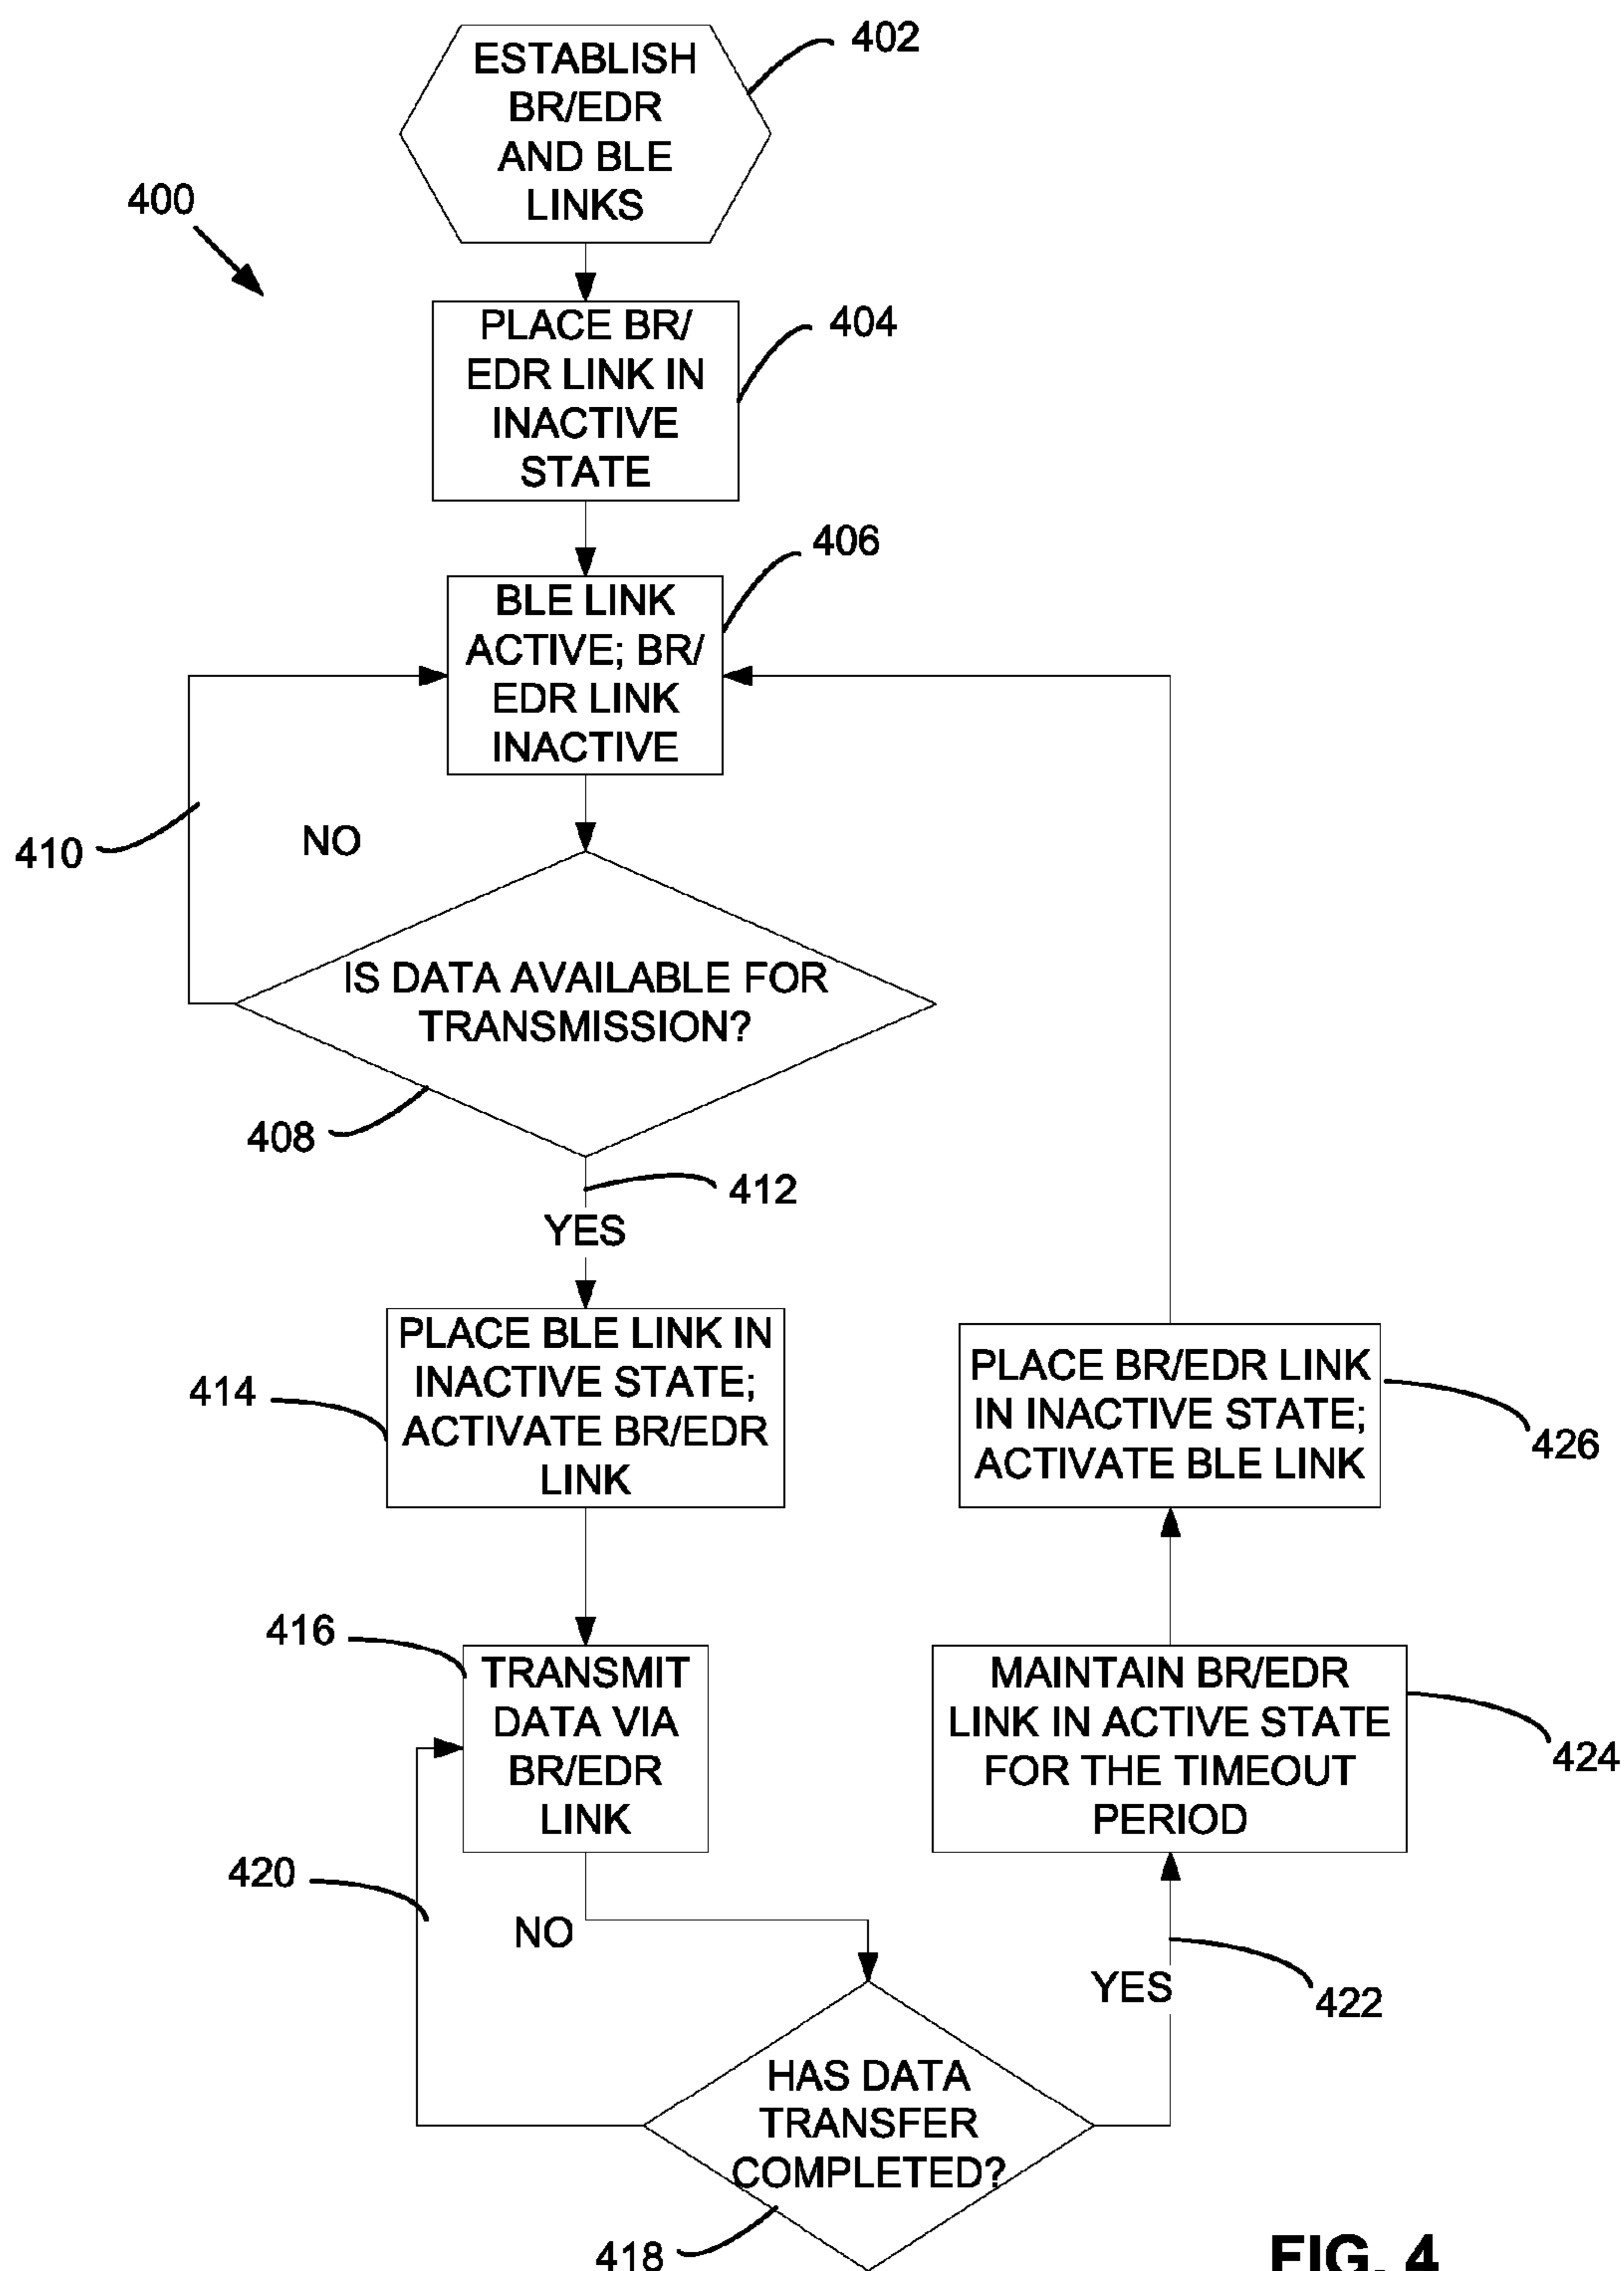 ESTABLISH
BR/EDR
AND BLE
LINKS
402
400
PLACE BR/
EDR LINK IN
INACTIVE
STATE
404
406
BLE LINK
ACTIVE; BR/
EDR LINK
INACTIVE
410
NO
IS DATA AVAILABLE FOR
TRANSMISSION?
408
412
YES
414
PLACE BLE LINK IN
INACTIVE STATE;
ACTIVATE BR/EDR
LINK
PLACE BR/EDR LINK
IN INACTIVE STATE;
ACTIVATE BLE LINK
426
416
TRANSMIT
DATA VIA
BR/EDR
LINK
MAINTAIN BR/EDR
LINK IN ACTIVE STATE
FOR THE TIMEOUT
PERIOD
424
420
NO
YES
422
HAS DATA
TRANSFER
COMPLETED?
418
FIG. 4